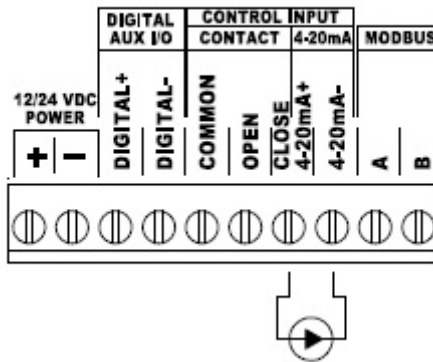 DIGITAL
AUX I/O
CONTROL INPUT
CONTACT 4-20mA
MODBUS
12/24 VDC
POWER
+ -
DIGITAL+
DIGITAL-
COMMON
OPEN
CLOSE
4-20mA+
4-20mA-
A
B